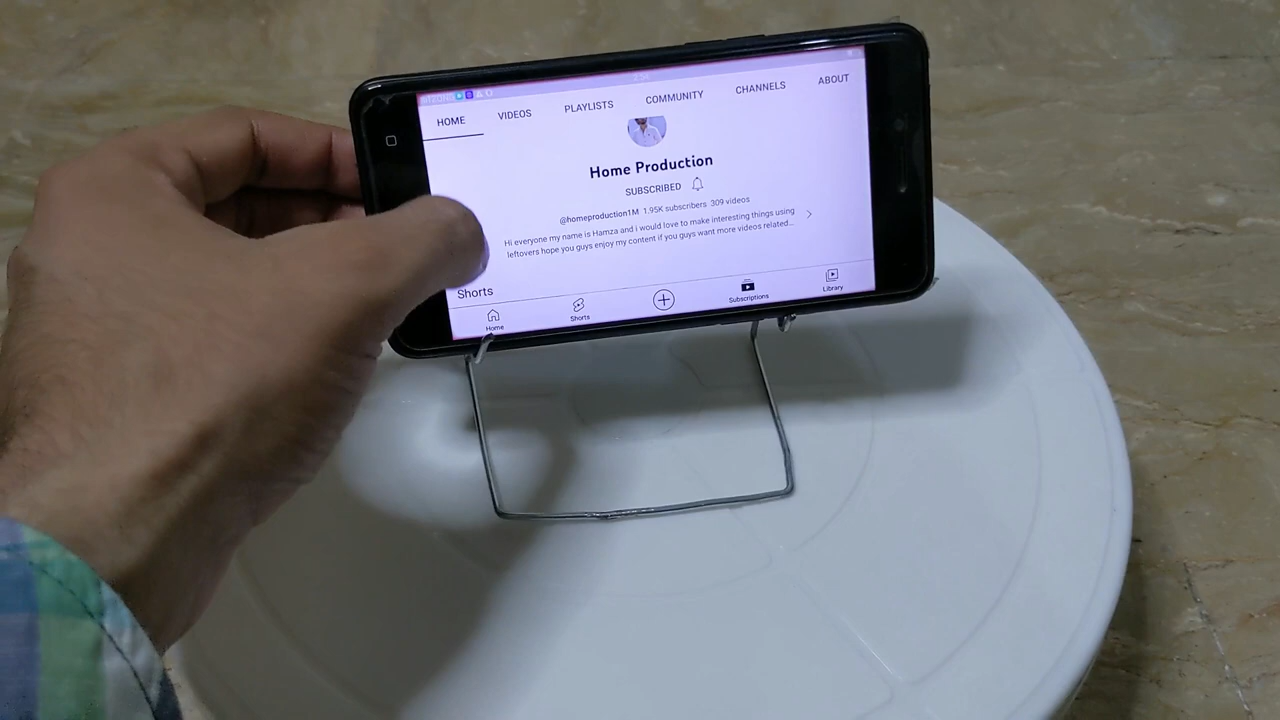 2:54
HOME VIDEOS PLAYLISTS COMMUNITY CHANNELS ABOUT
Home Production
SUBSCRIBED
@homeproduction1M 1.95K subscribers 309 videos
Hi everyone my name is Hamza and i would love to make interesting things using
leftovers hope you guys enjoy my content if you guys want more videos related...
Shorts
Home Shorts Subscriptions Library